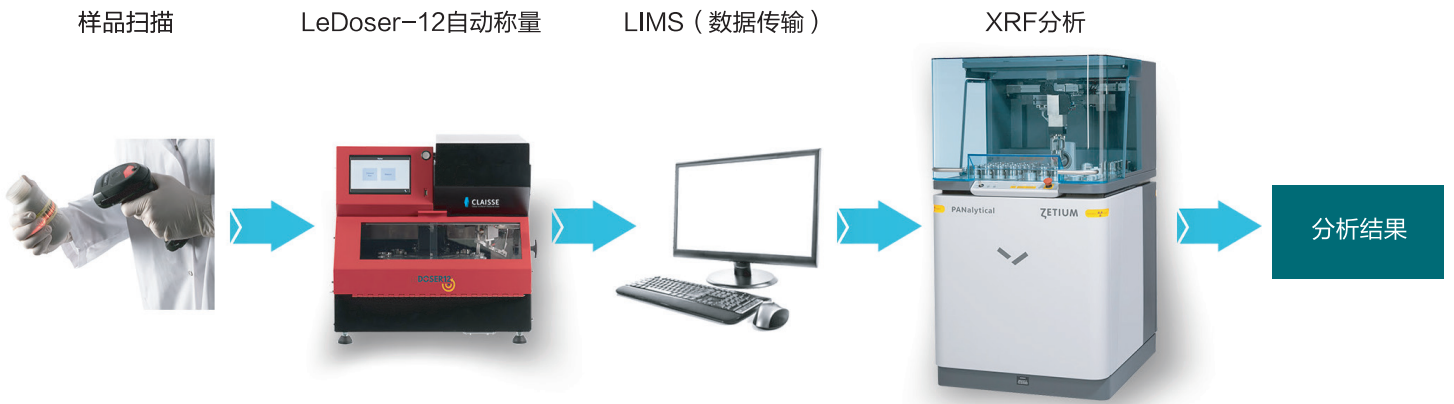 样品扫描
LeDoser-12自动称量
LIMS（数据传输）
XRF分析
CLAISSE
DOSER12
PANalytical
ZETIUM
分析结果